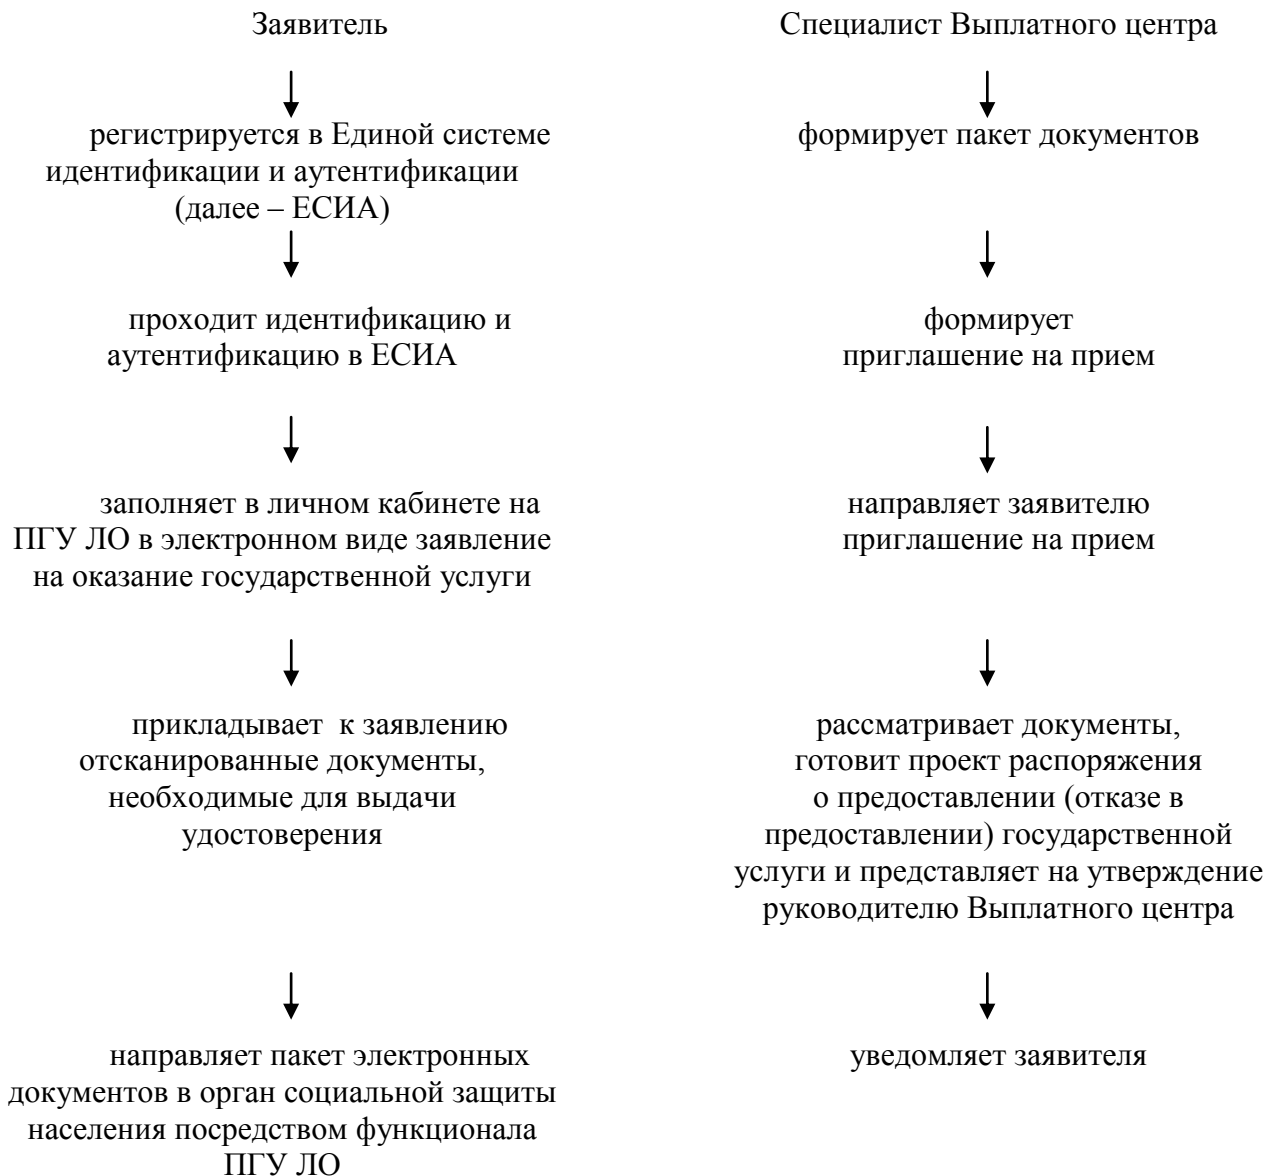 Заявитель
регистрируется в Единой системе
идентификации и аутентификации
(далее – ЕСИА)
проходит идентификацию и
аутентификацию в ЕСИА
заполняет в личном кабинете на
ПГУ ЛО в электронном виде заявление
на оказание государственной услуги
прикладывает к заявлению
отсканированные документы,
необходимые для выдачи
удостоверения
направляет пакет электронных
документов в орган социальной защиты
населения посредством функционала
ПГУ ЛО
Специалист Выплатного центра
формирует пакет документов
формирует
приглашение на прием
направляет заявителю
приглашение на прием
рассматривает документы,
готовит проект распоряжения
о предоставлении (отказе в
предоставлении) государственной
услуги и представляет на утверждение
руководителю Выплатного центра
уведомляет заявителя